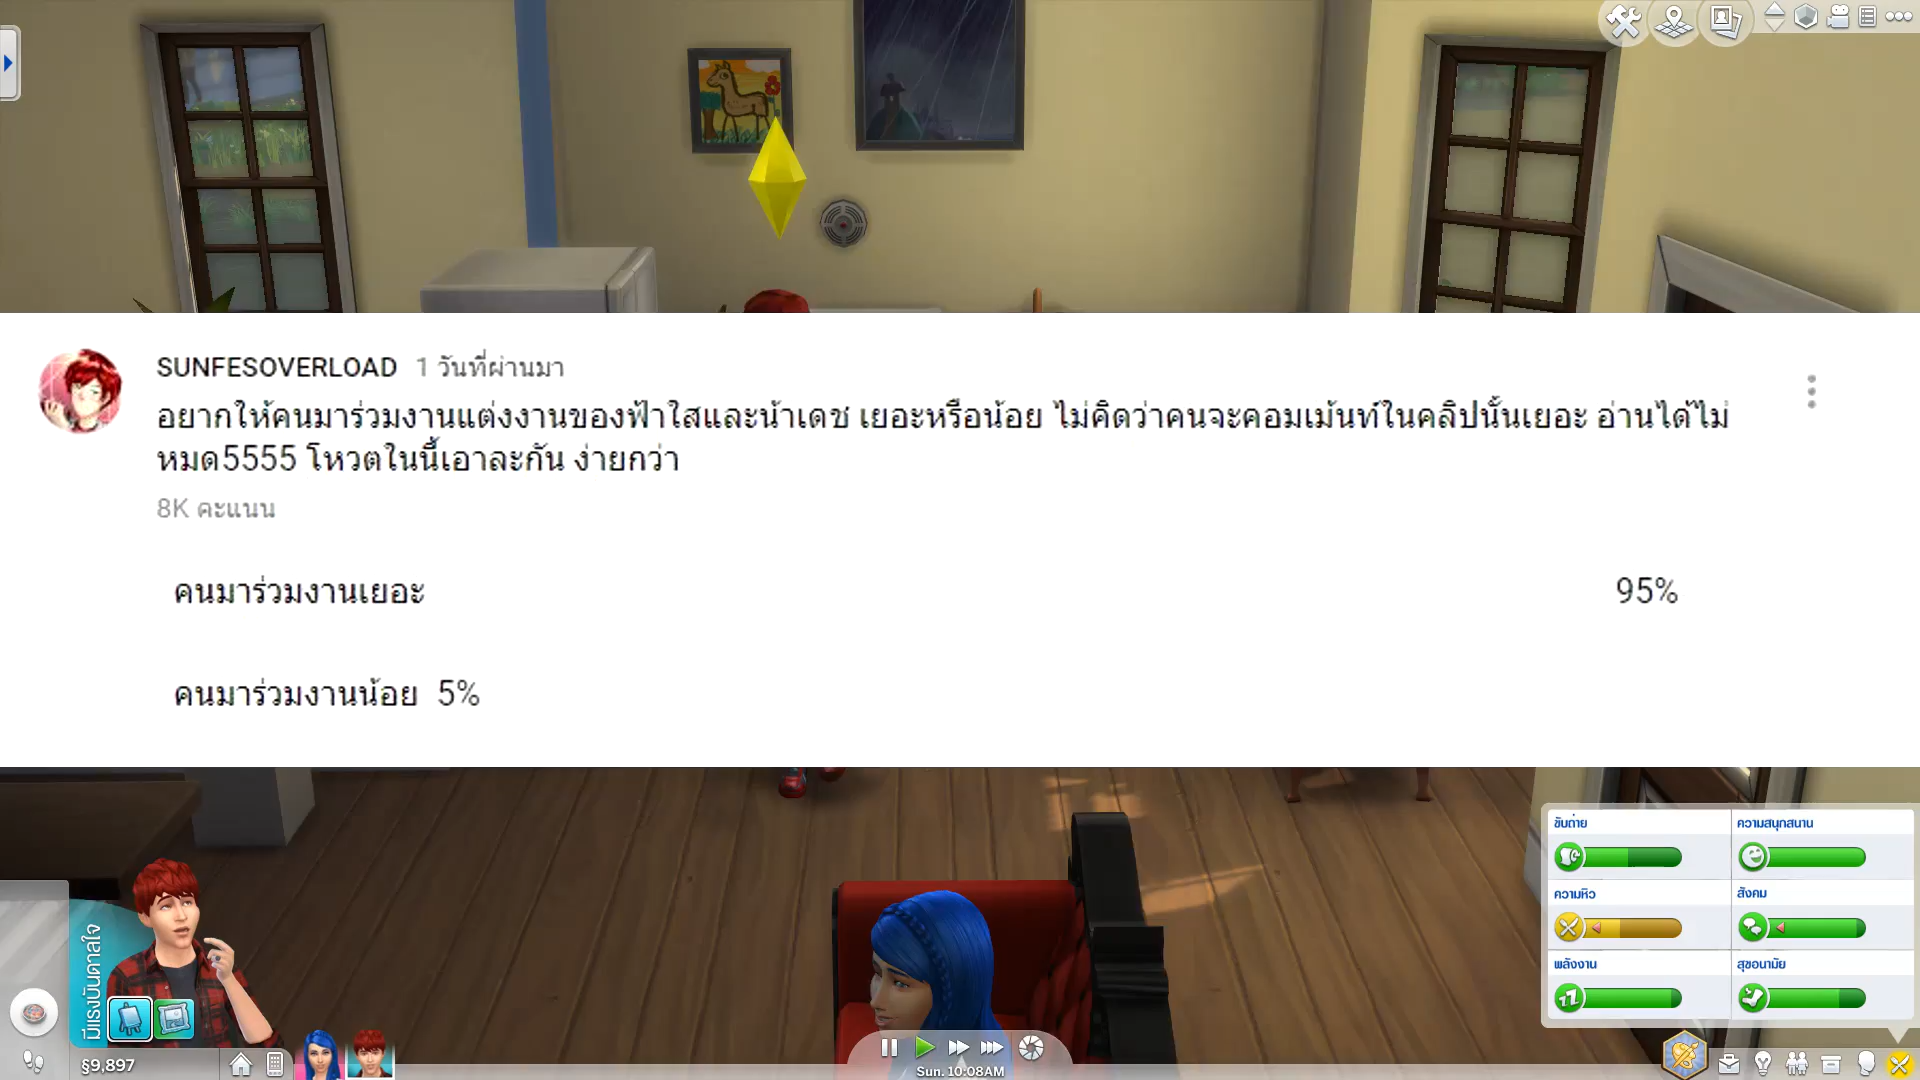 SUNFESOVERLOAD 1 วันที่ผ่านมา
อยากให้คนมาร่วมงานแต่งงานของฟ้าใสและน้าเดช เยอะหรือน้อย ไม่คิดว่าคนจะคอมเม้นท์ในคลิปนั้นเยอะ อ่านได้ไม่
หมด5555 โหวตในนี้เอาละกัน ง่ายกว่า
8K คะแนน
คนมาร่วมงานเยอะ 95%
คนมาร่วมงานน้อย 5%
ขับถ่าย ความสนุกสนาน
ความหิว สังคม
พลังงาน สุขอนามัย
มีแรงบันดาลใจ
§9,897
Sun. 10:08AM